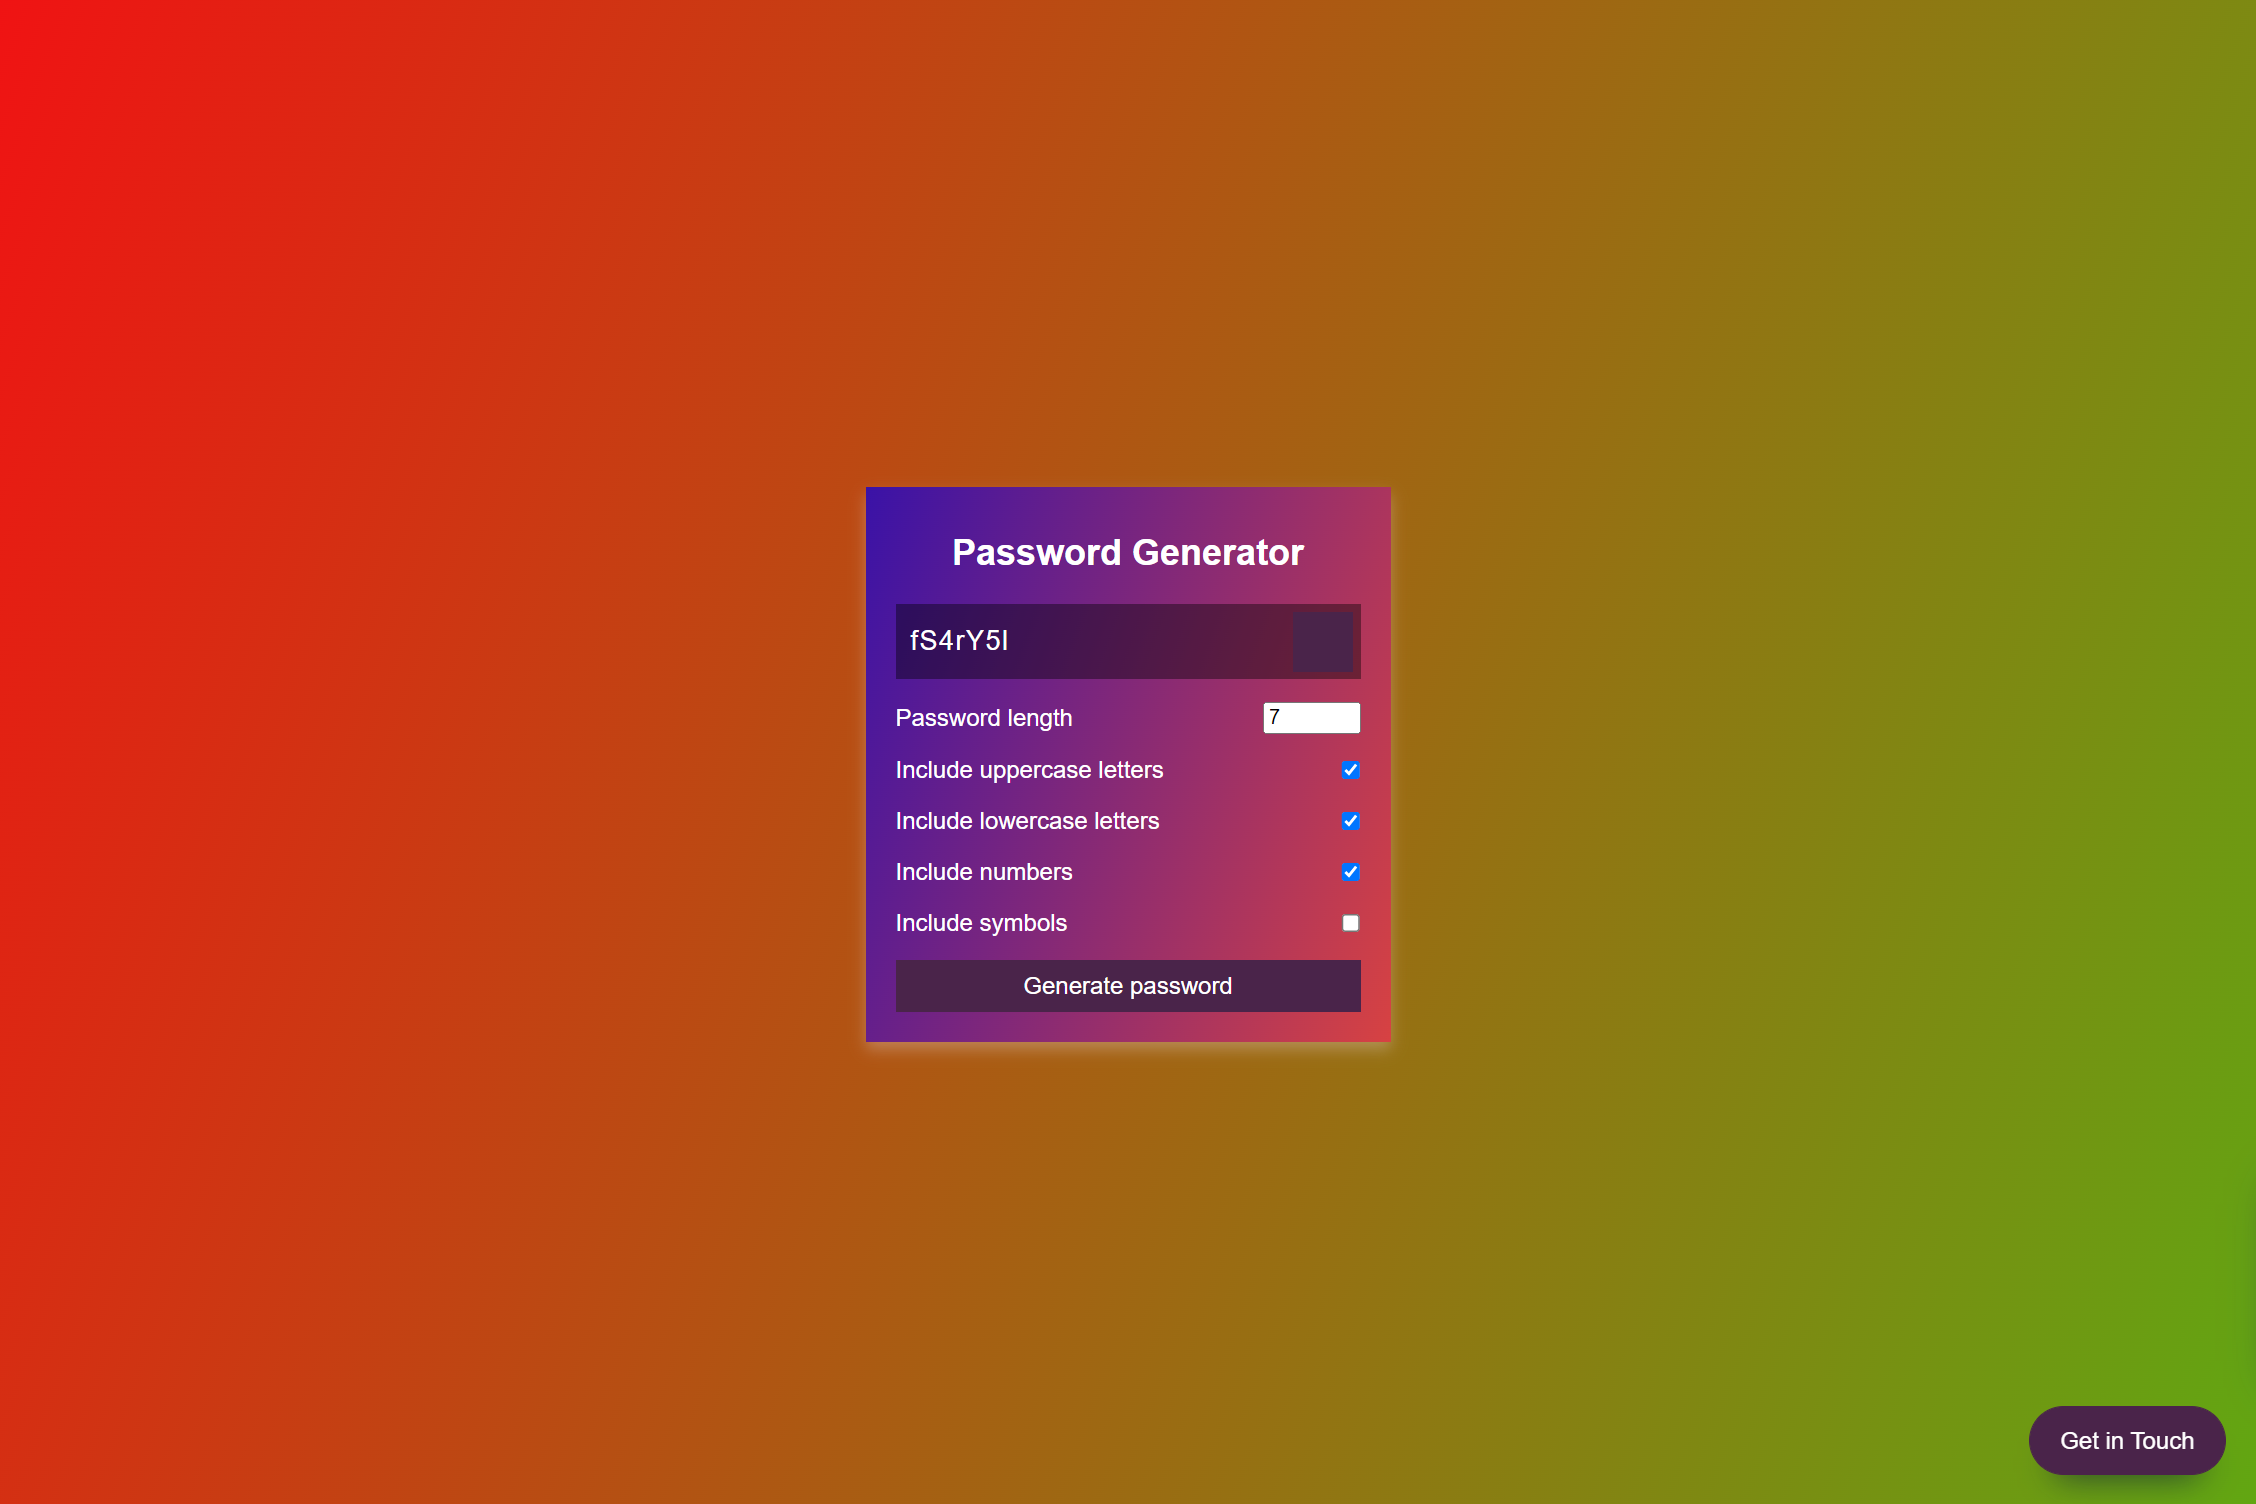 Password Generator
fS4rY5l
Password length
7
Include uppercase letters
Include lowercase letters
Include numbers
Include symbols
Generate password
Get in Touch